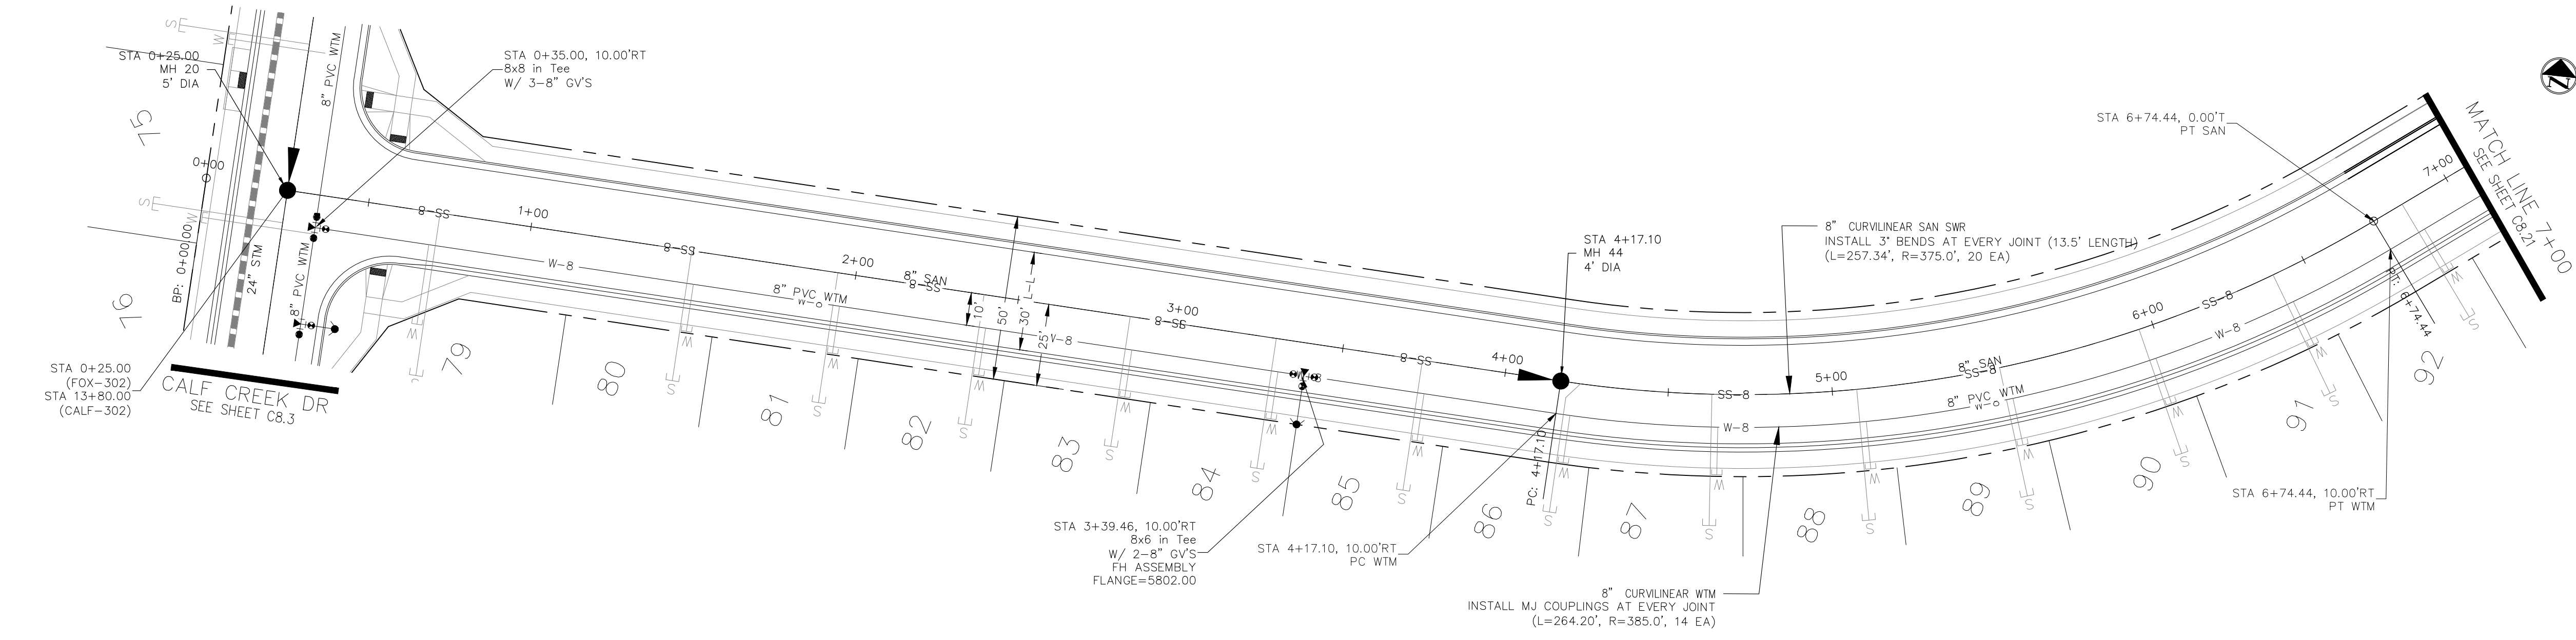 STA 0+25.00
MH 20
5' DIA
STA 0+35.00, 10.00'RT
8x8 in Tee
W/ 3-8" GV'S
8" PVC WTM
75
0+00
BP: 0+00.00
24" STM
8" PVC WTM
76
STA 0+25.00
(FOX-302)
STA 13+80.00
(CALF-302)
CALF CREEK DR
SEE SHEET C8.3
8-SS
1+00
W-8
8-SS
2+00
8" SAN
8-SS
8" PVC WTM
10'
50'
30' L-L
25'
3+00
8-SS
8-SS
4+00
STA 4+17.10
MH 44
4' DIA
SS-8
5+00
8" CURVILINEAR SAN SWR
INSTALL 3° BENDS AT EVERY JOINT (13.5' LENGTH)
(L=257.34', R=375.0', 20 EA)
STA 6+74.44, 0.00'T
PT SAN
N
MATCH LINE 7+00
SEE SHEET C8.21
7+00
PT: 6+74.44
6+00
SS-8
W-8
8" SAN
SS-8
8" PVC WTM
W-8
79
80
81
82
83
84
85
86
87
88
89
90
91
92
PC: 4+17.10
STA 3+39.46, 10.00'RT
8x6 in Tee
W/ 2-8" GV'S
FH ASSEMBLY
FLANGE=5802.00
STA 4+17.10, 10.00'RT
PC WTM
STA 6+74.44, 10.00'RT
PT WTM
8" CURVILINEAR WTM
INSTALL MJ COUPLINGS AT EVERY JOINT
(L=264.20', R=385.0', 14 EA)